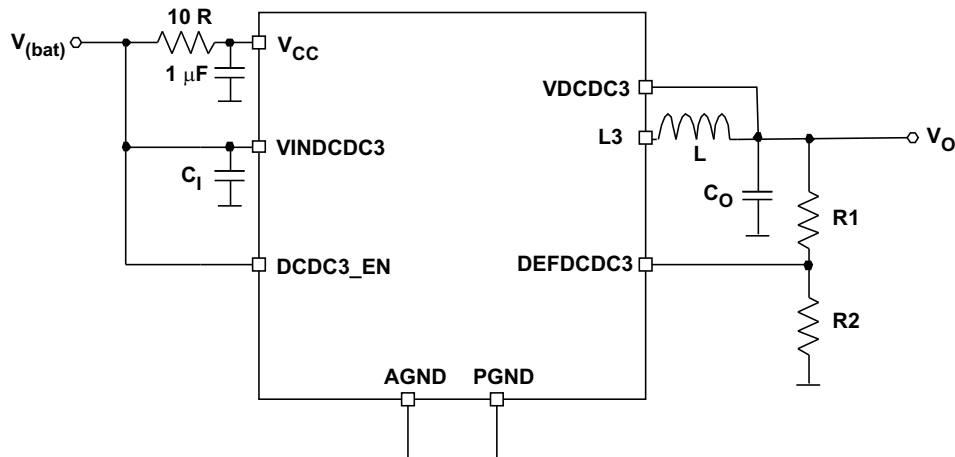 10 R
V(bat)
VCC
1 μF
VDCDC3
L3
VINDCDC3
L
VO
CI
CO
R1
DCDC3_EN
DEFDCDC3
R2
AGND
PGND